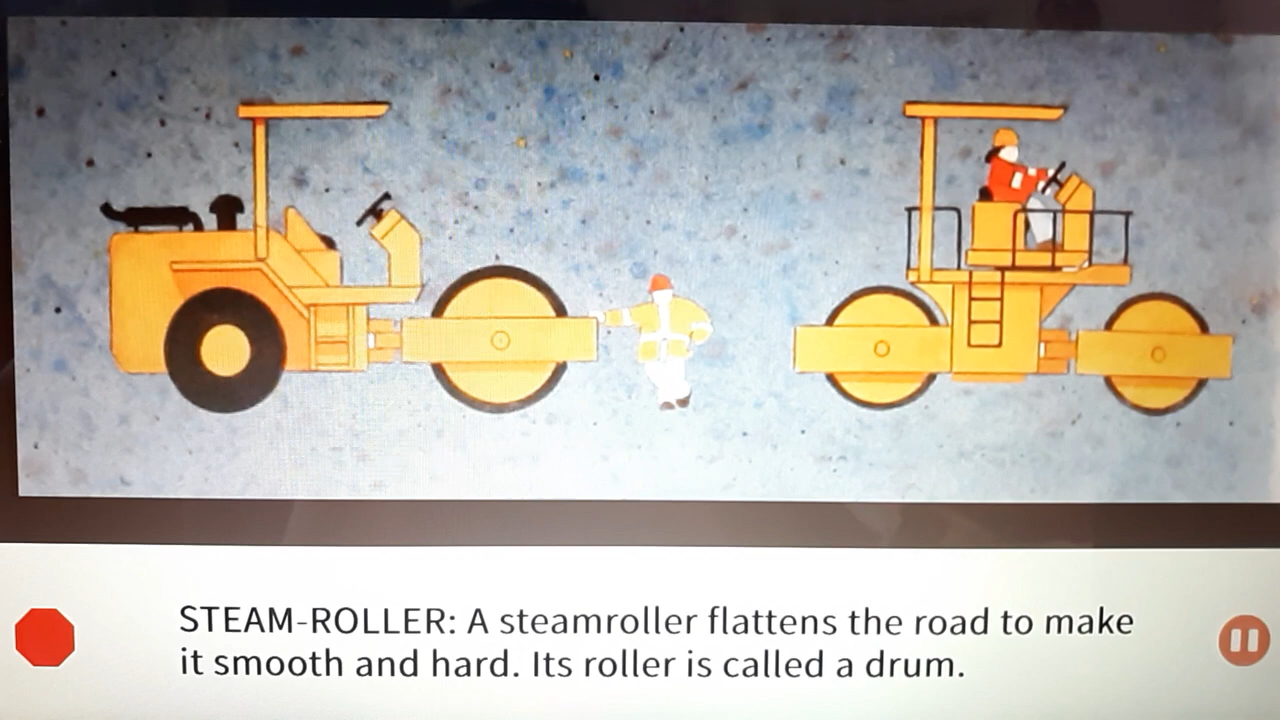 STEAM-ROLLER: A steamroller flattens the road to make
it smooth and hard. Its roller is called a drum.